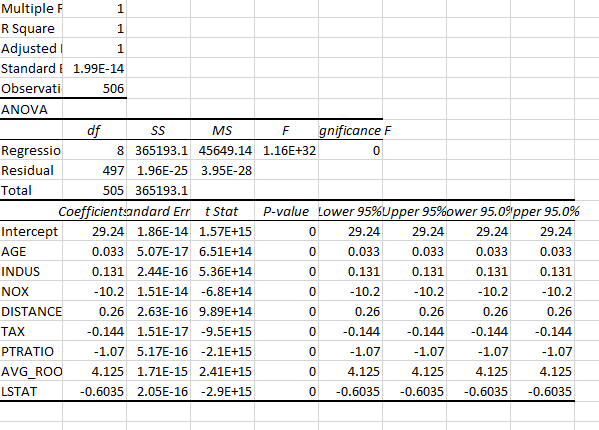 Multiple F 1
R Square 1
Adjusted 1
Standard E 1.99E-14
Observati 506
ANOVA
df SS MS F gnificance F
Regressio 8 365193.1 45649.14 1.16E+32 0
Residual 497 1.96E-25 3.95E-28
Total 505 365193.1
Coefficients andard Err t Stat P-value Lower 95% Upper 95% ower 95.0% pper 95.0%
Intercept 29.24 1.86E-14 1.57E+15 0 29.24 29.24 29.24 29.24
AGE 0.033 5.07E-17 6.51E+14 0 0.033 0.033 0.033 0.033
INDUS 0.131 2.44E-16 5.36E+14 0 0.131 0.131 0.131 0.131
NOX -10.2 1.51E-14 -6.8E+14 0 -10.2 -10.2 -10.2 -10.2
DISTANCE 0.26 2.63E-16 9.89E+14 0 0.26 0.26 0.26 0.26
TAX -0.144 1.51E-17 -9.5E+15 0 -0.144 -0.144 -0.144 -0.144
PTRATIO -1.07 5.17E-16 -2.1E+15 0 -1.07 -1.07 -1.07 -1.07
AVG_ROO 4.125 1.71E-15 2.41E+15 0 4.125 4.125 4.125 4.125
LSTAT -0.6035 2.05E-16 -2.9E+15 0 -0.6035 -0.6035 -0.6035 -0.6035